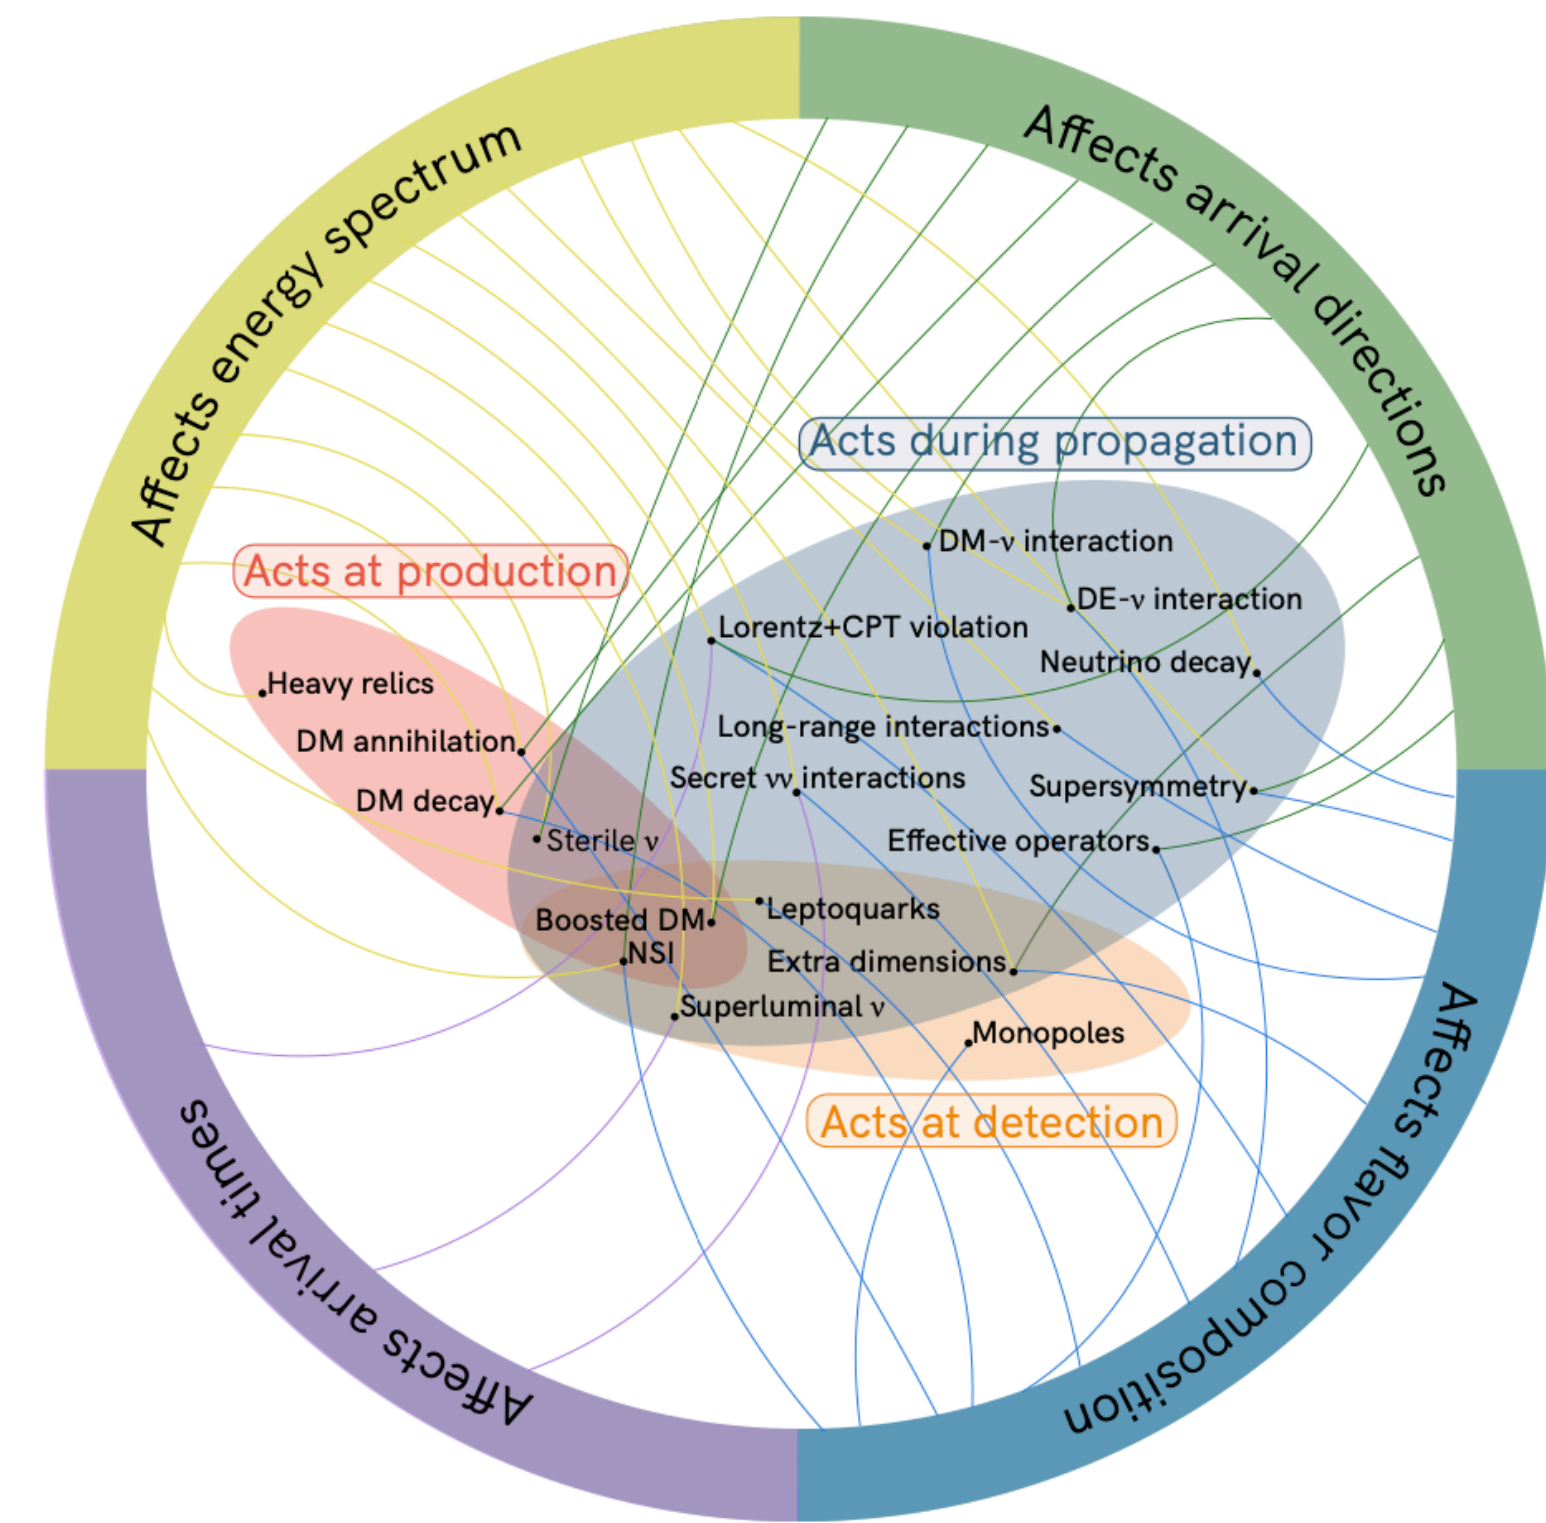 Affects energy spectrum
Affects arrival directions
Acts during propagation
DM-ν interaction
Acts at production
DE-ν interaction
Lorentz+CPT violation
Neutrino decay
Heavy relics
Long-range interactions
DM annihilation
Secret νν interactions
Supersymmetry
DM decay
Sterile ν
Effective operators
Leptoquarks
Boosted DM
NSI
Extra dimensions
Superluminal ν
Monopoles
Acts at detection
Affects arrival times
Affects flavor composition